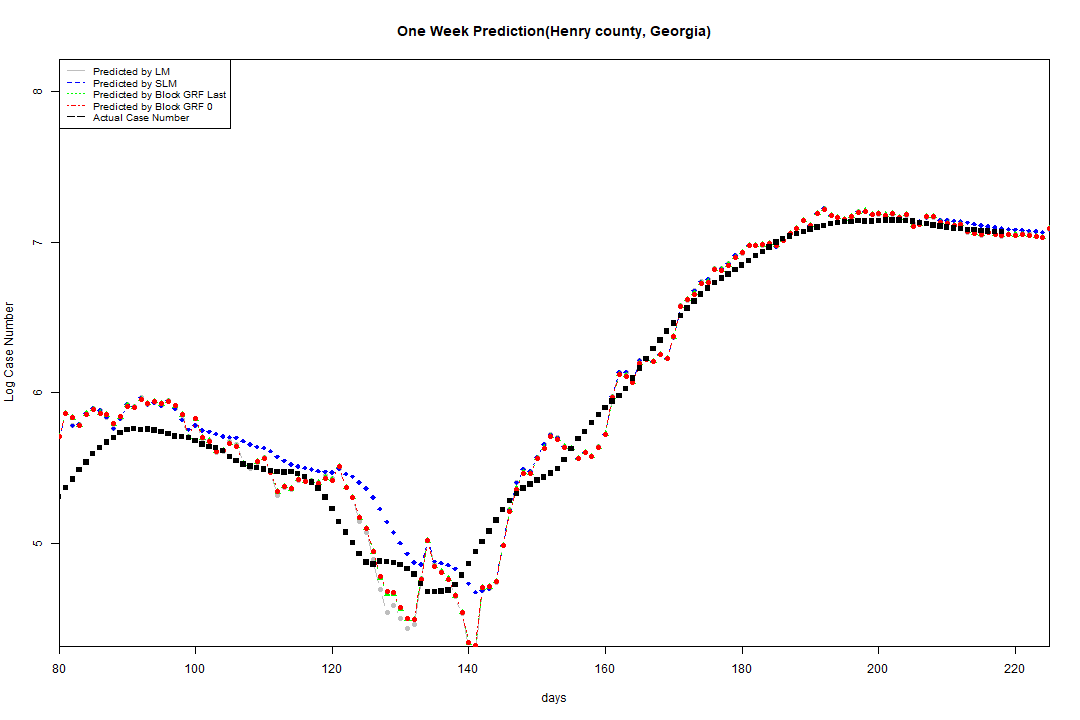 One Week Prediction(Henry county, Georgia)
Predicted by LM
Predicted by SLM
Predicted by Block GRF Last
Predicted by Block GRF 0
Actual Case Number
8
7
6
5
Log Case Number
80 100 120 140 160 180 200 220
days